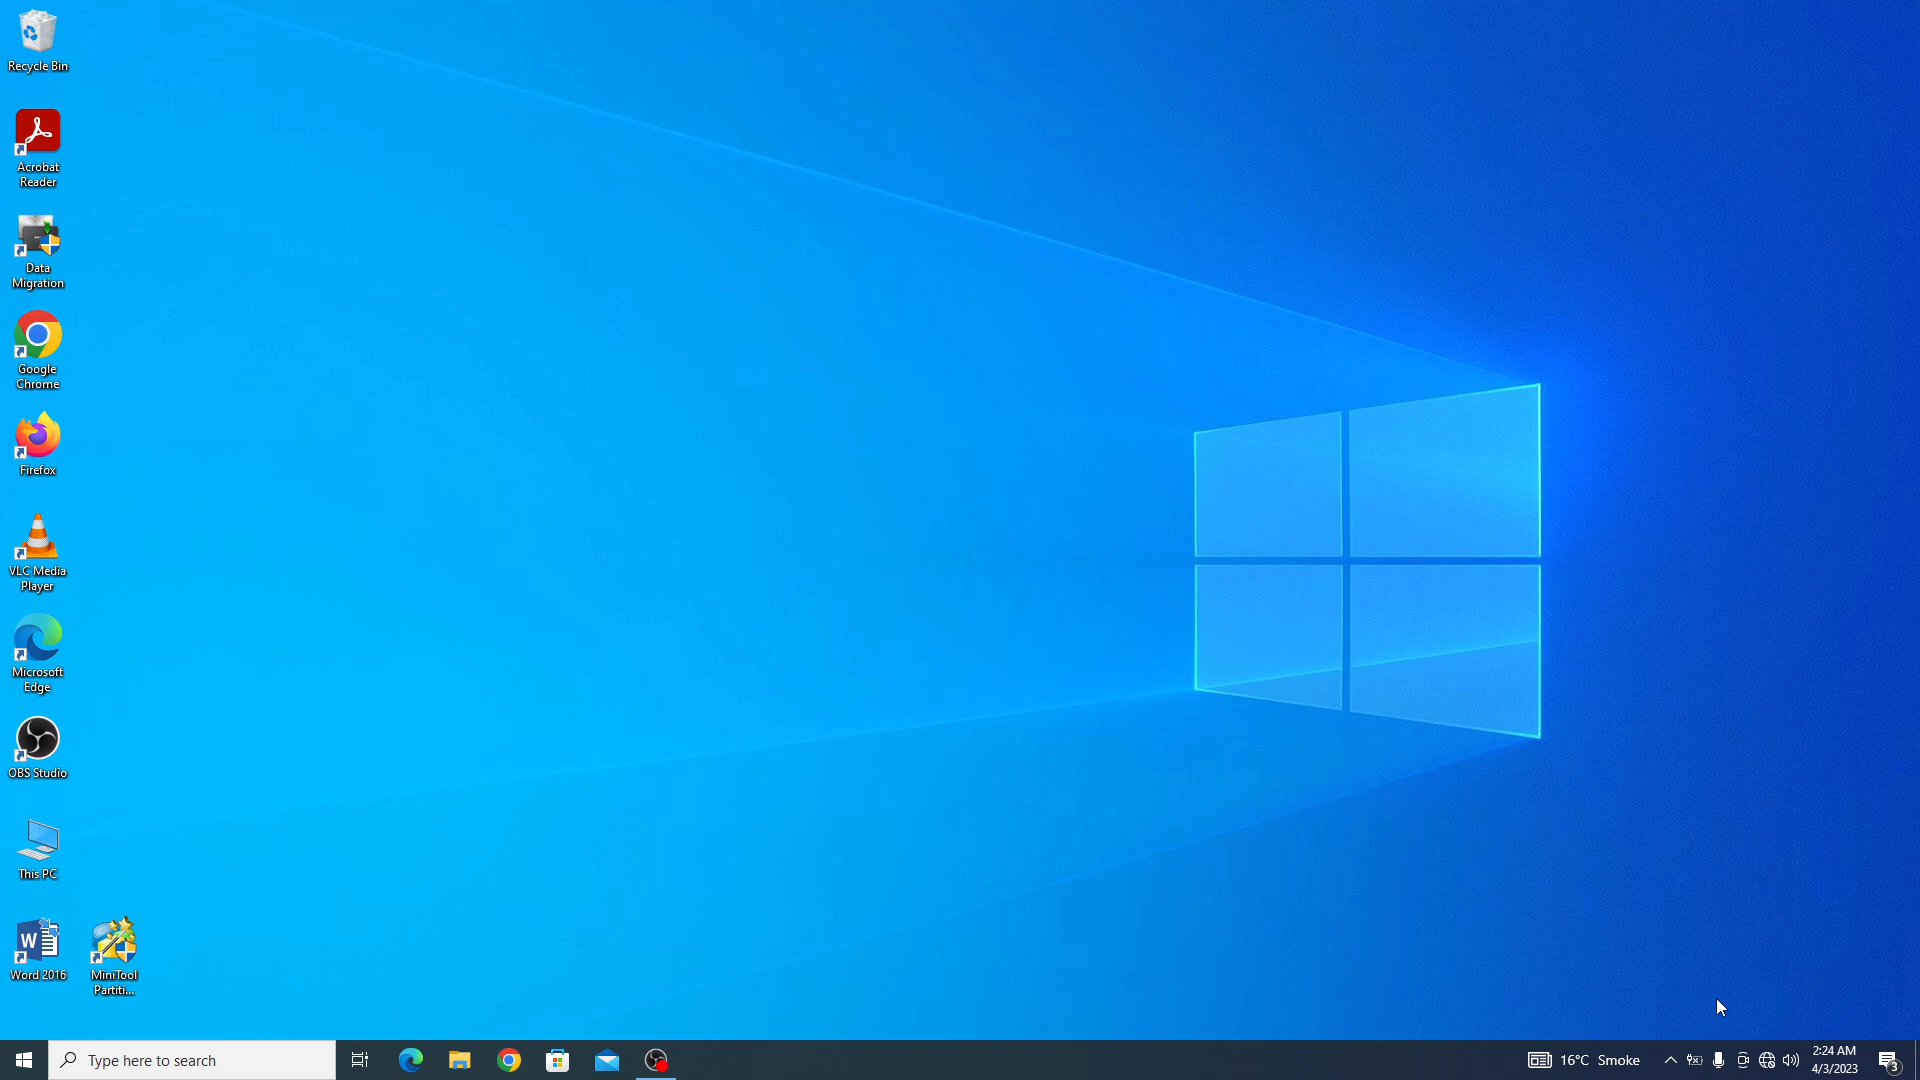 Recycle Bin
Acrobat
Reader
Data
Migration
Google
Chrome
Firefox
VLC Media
Player
Microsoft
Edge
OBS Studio
This PC
W
Word 2016
MiniTool
Partiti...
Type here to search
16°C Smoke
2:24 AM
4/3/2023
3